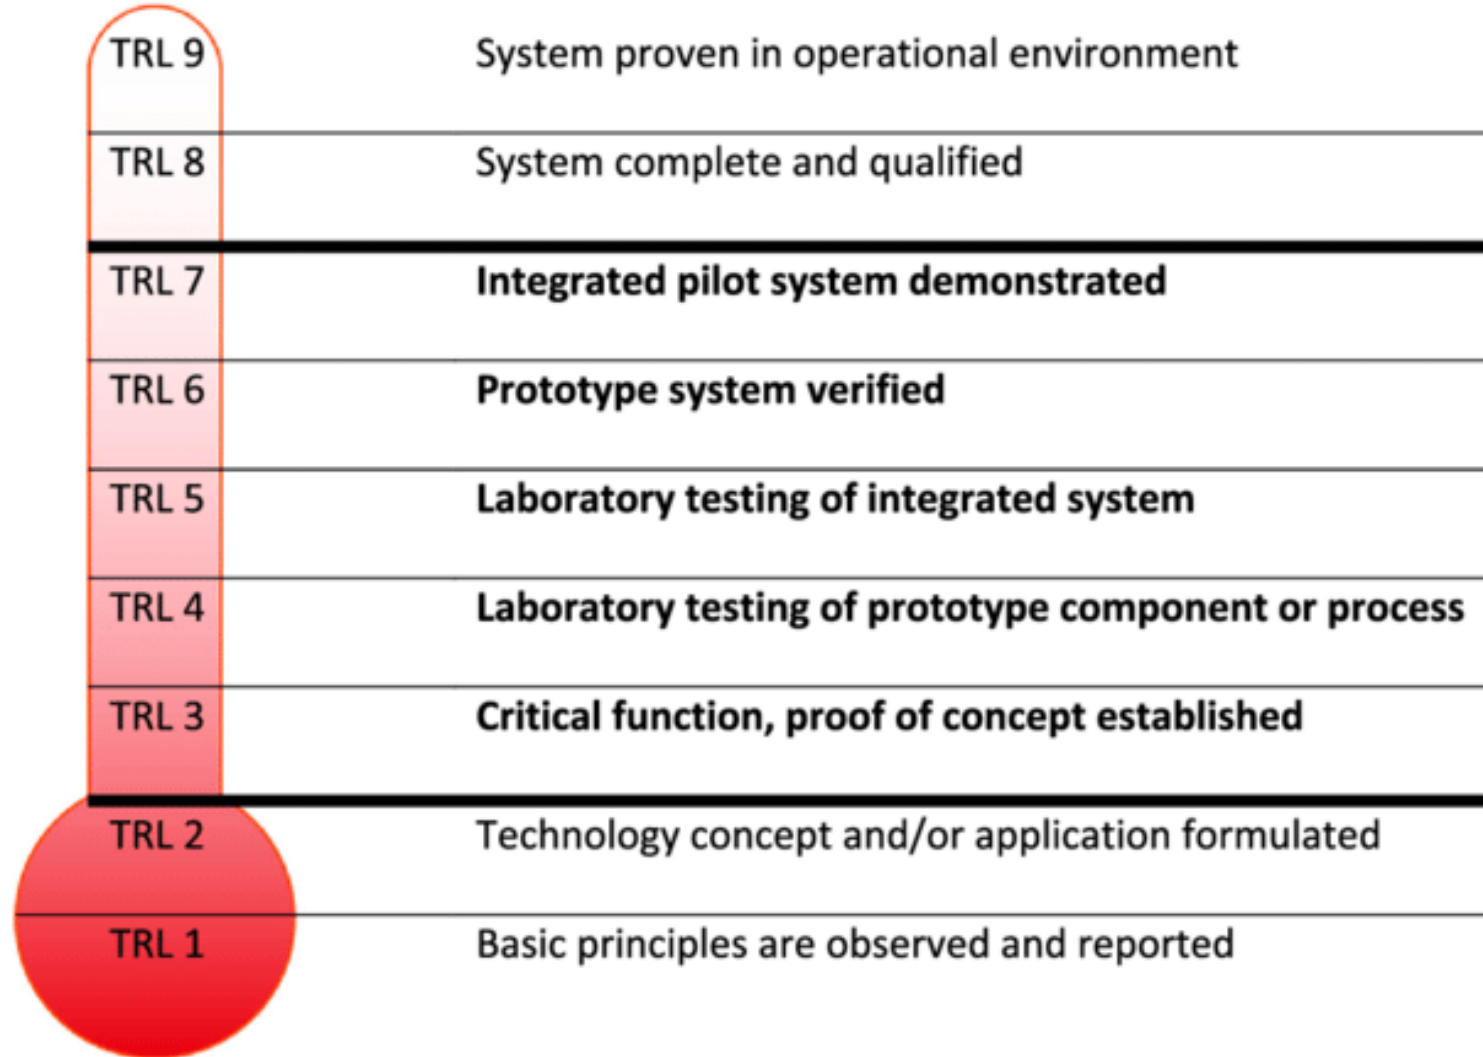 TRL 9 System proven in operational environment
TRL 8 System complete and qualified
TRL 7 Integrated pilot system demonstrated
TRL 6 Prototype system verified
TRL 5 Laboratory testing of integrated system
TRL 4 Laboratory testing of prototype component or process
TRL 3 Critical function, proof of concept established
TRL 2 Technology concept and/or application formulated
TRL 1 Basic principles are observed and reported